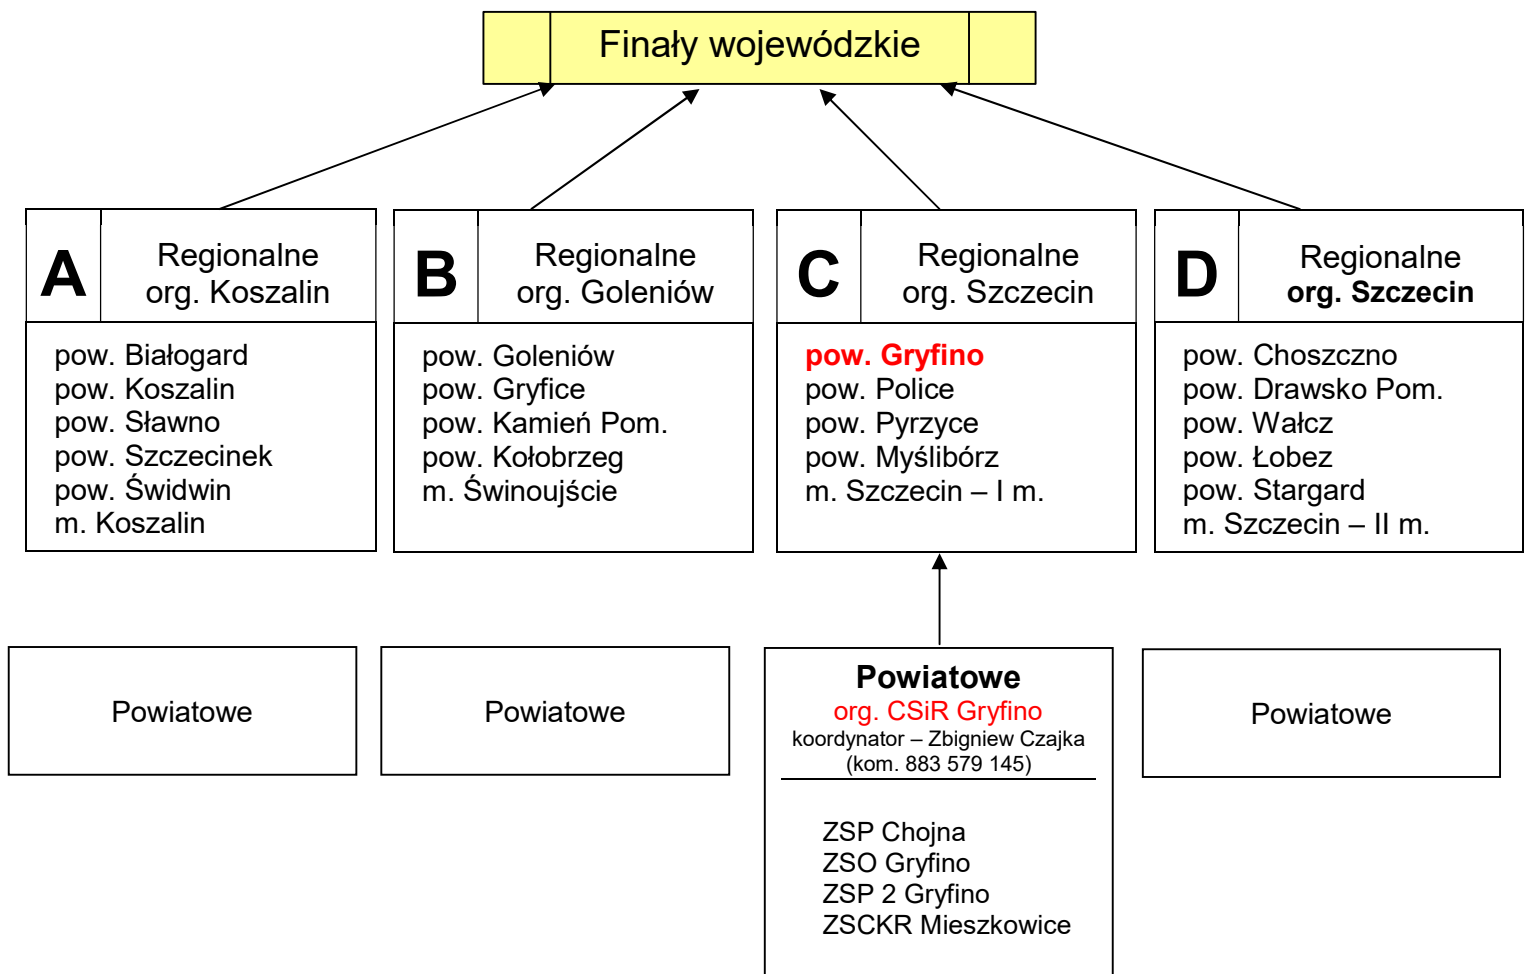 Finały wojewódzkie
A
Regionalne
org. Koszalin
pow. Białogard
pow. Koszalin
pow. Sławno
pow. Szczecinek
pow. Świdwin
m. Koszalin
B
Regionalne
org. Goleniów
pow. Goleniów
pow. Gryfice
pow. Kamień Pom.
pow. Kołobrzeg
m. Świnoujście
C
Regionalne
org. Szczecin
pow. Gryfino
pow. Police
pow. Pyrzyce
pow. Myślibórz
m. Szczecin – I m.
D
Regionalne
org. Szczecin
pow. Choszczno
pow. Drawsko Pom.
pow. Wałcz
pow. Łobez
pow. Stargard
m. Szczecin – II m.
Powiatowe
Powiatowe
Powiatowe
org. CSiR Gryfino
koordynator – Zbigniew Czajka
(kom. 883 579 145)
ZSP Chojna
ZSO Gryfino
ZSP 2 Gryfino
ZSCKR Mieszkowice
Powiatowe